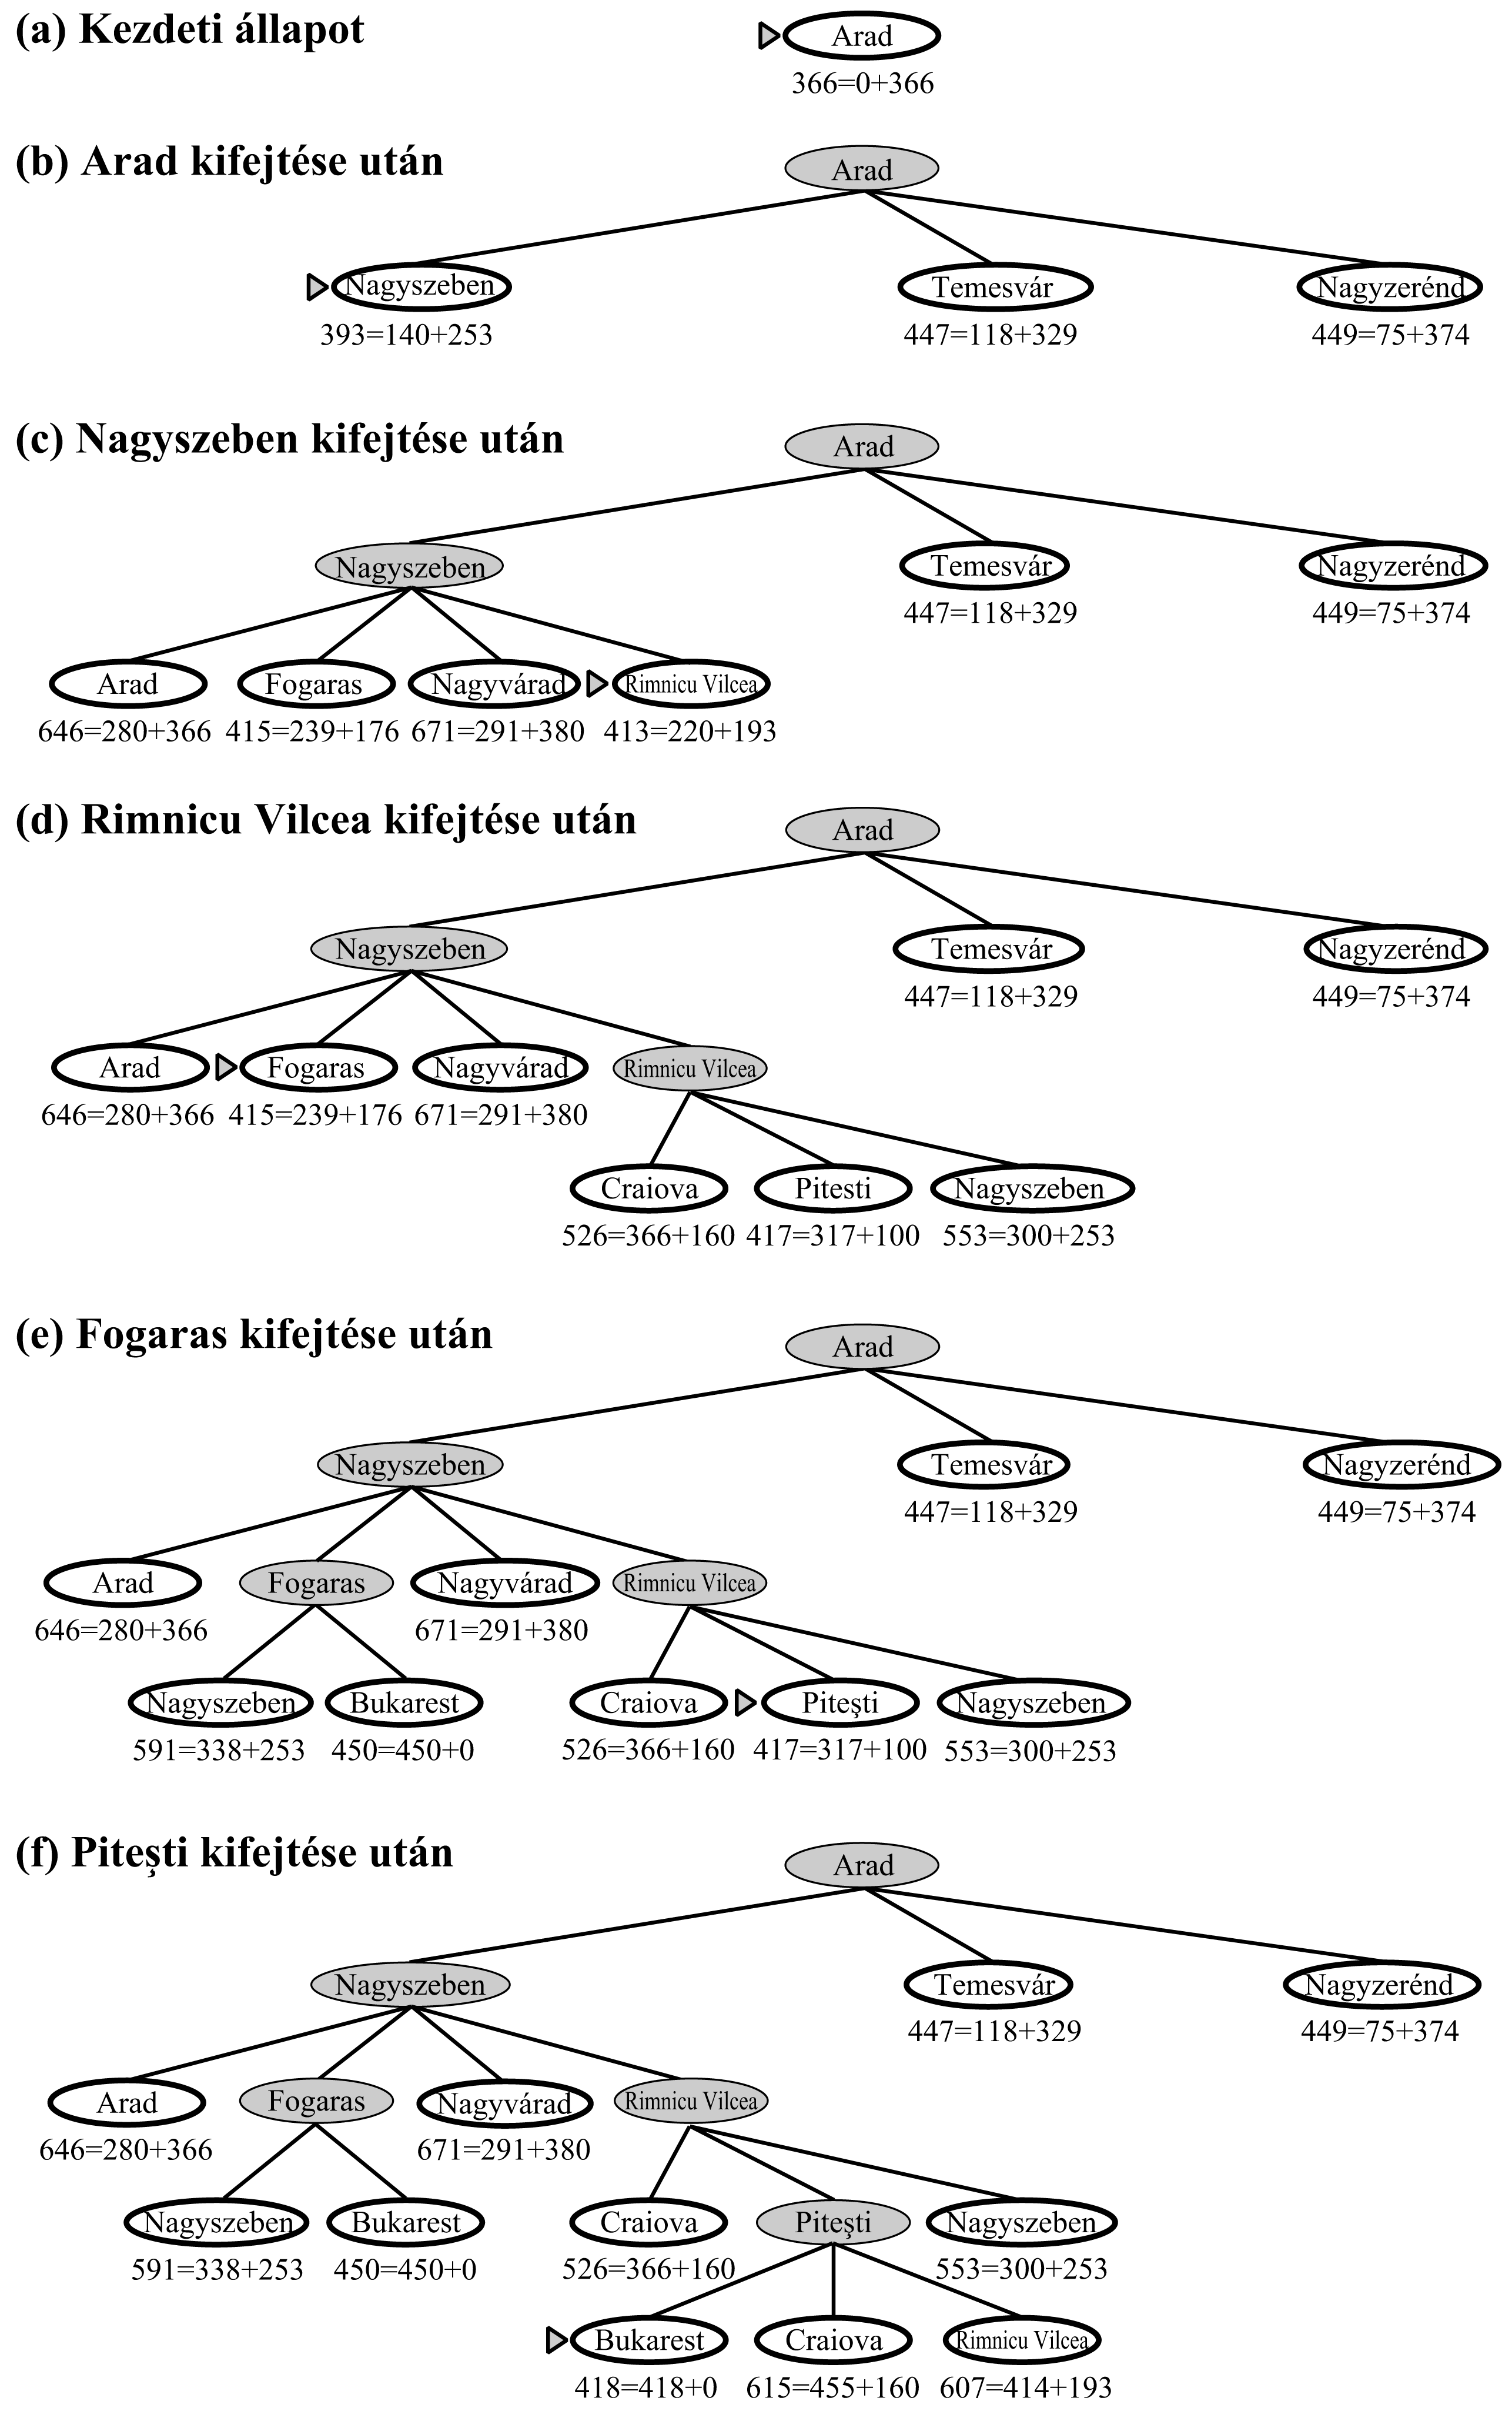 (a) Kezdeti állapot
Arad
366=0+366
(b) Arad kifejtése után
Arad
Nagyszeben Temesvár Nagyzerénd
393=140+253 447=118+329 449=75+374
(c) Nagyszeben kifejtése után
Arad
Nagyszeben Temesvár Nagyzerénd
447=118+329 449=75+374
Arad Fogaras Nagyvárad Rimnicu Vilcea
646=280+366 415=239+176 671=291+380 413=220+193
(d) Rimnicu Vilcea kifejtése után
Arad
Nagyszeben Temesvár Nagyzerénd
447=118+329 449=75+374
Arad Fogaras Nagyvárad Rimnicu Vilcea
646=280+366 415=239+176 671=291+380
Craiova Pitesti Nagyszeben
526=366+160 417=317+100 553=300+253
(e) Fogaras kifejtése után
Arad
Nagyszeben Temesvár Nagyzerénd
447=118+329 449=75+374
Arad Fogaras Nagyvárad Rimnicu Vilcea
646=280+366 671=291+380
Nagyszeben Bukarest Craiova Piteşti Nagyszeben
591=338+253 450=450+0 526=366+160 417=317+100 553=300+253
(f) Piteşti kifejtése után
Arad
Nagyszeben Temesvár Nagyzerénd
447=118+329 449=75+374
Arad Fogaras Nagyvárad Rimnicu Vilcea
646=280+366 671=291+380
Nagyszeben Bukarest Craiova Piteşti Nagyszeben
591=338+253 450=450+0 526=366+160 553=300+253
Bukarest Craiova Rimnicu Vilcea
418=418+0 615=455+160 607=414+193